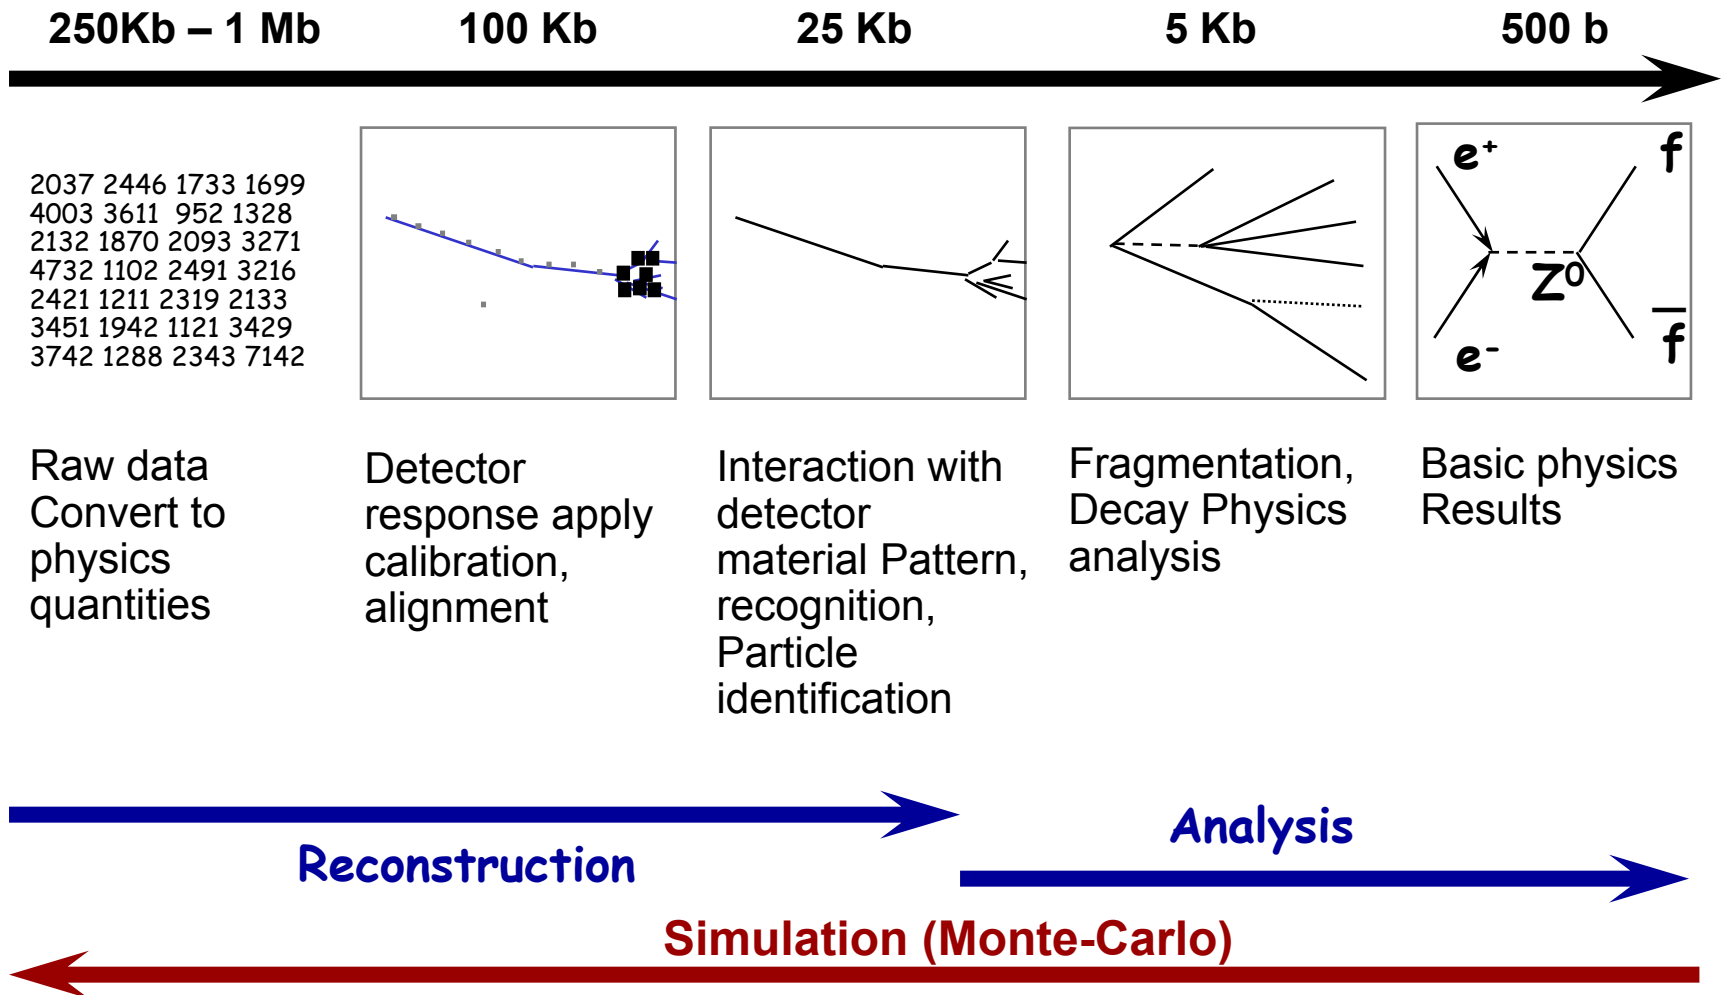 250Kb – 1 Mb 100 Kb 25 Kb 5 Kb 500 b
2037 2446 1733 1699
4003 3611 952 1328
2132 1870 2093 3271
4732 1102 2491 3216
2421 1211 2319 2133
3451 1942 1121 3429
3742 1288 2343 7142
e⁺ f
Z⁰
e⁻ f̅
Raw data
Convert to
physics
quantities
Detector
response apply
calibration,
alignment
Interaction with
detector
material Pattern,
recognition,
Particle
identification
Fragmentation,
Decay Physics
analysis
Basic physics
Results
Reconstruction
Analysis
Simulation (Monte-Carlo)